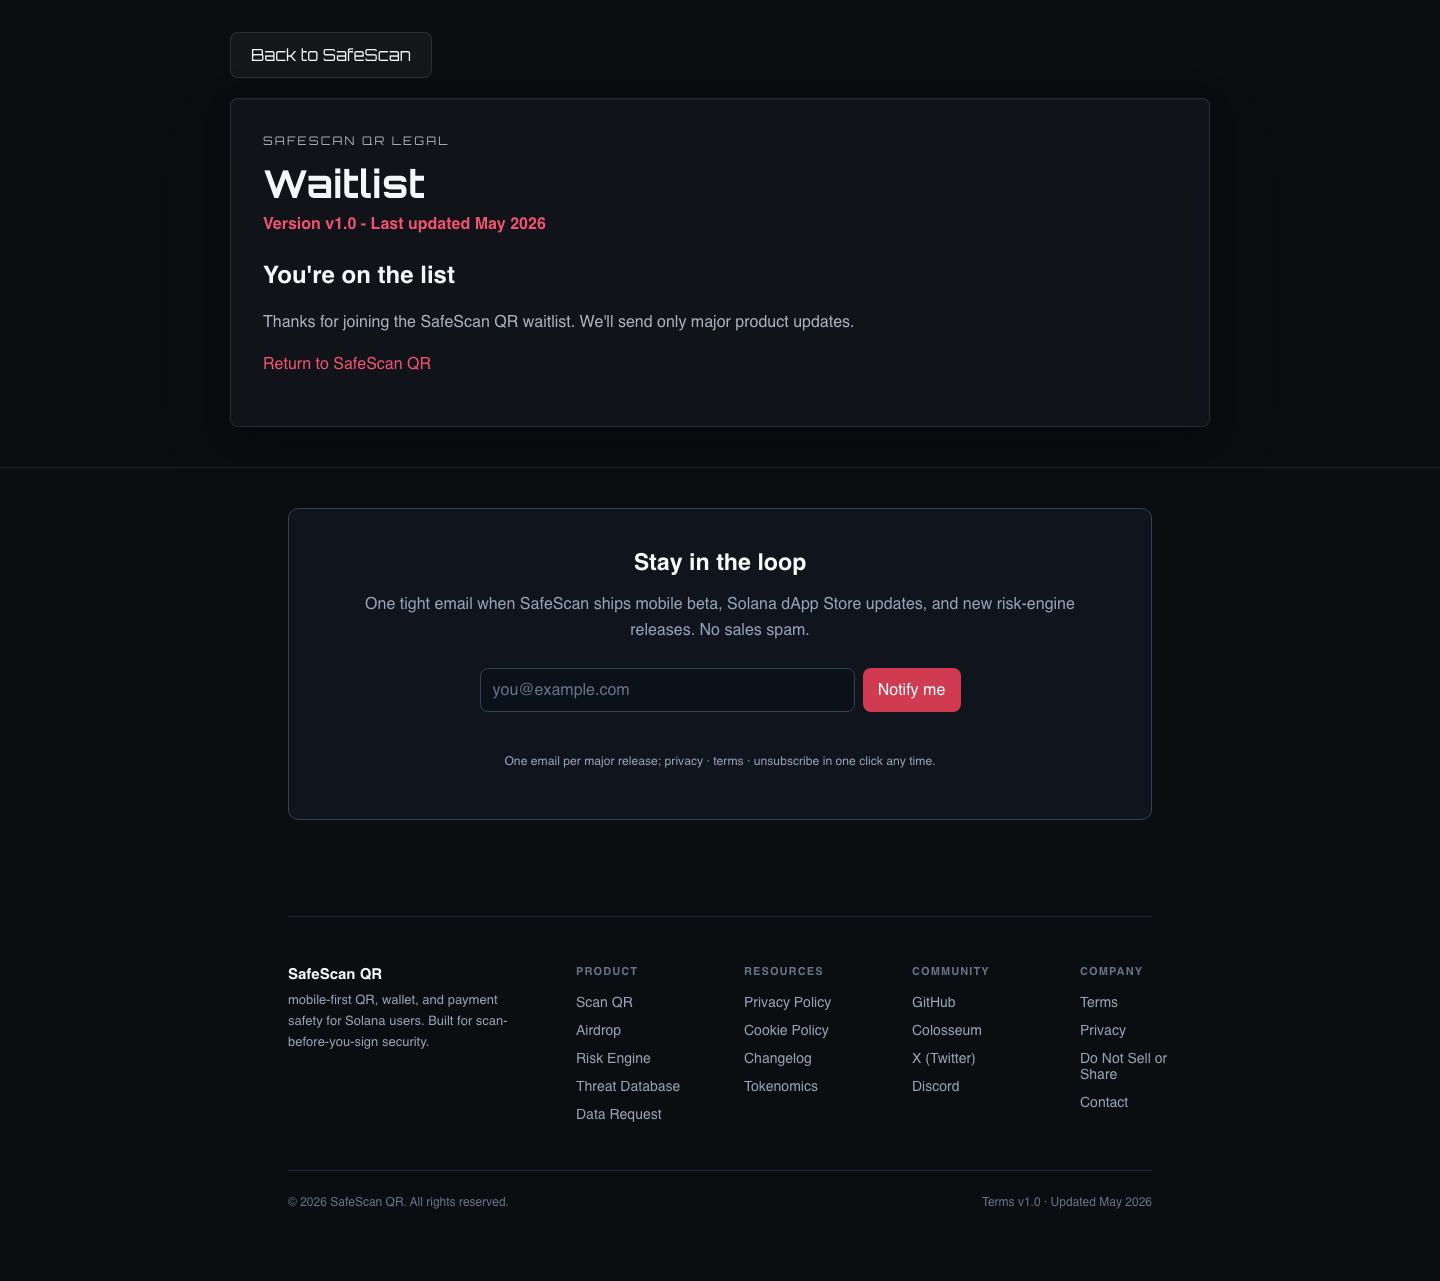 Back to SafeScan
SAFESCAN QR LEGAL
Waitlist
Version v1.0 - Last updated May 2026
You're on the list
Thanks for joining the SafeScan QR waitlist. We'll send only major product updates.
Return to SafeScan QR
Stay in the loop
One tight email when SafeScan ships mobile beta, Solana dApp Store updates, and new risk-engine
releases. No sales spam.
you@example.com
Notify me
One email per major release; privacy · terms · unsubscribe in one click any time.
SafeScan QR
mobile-first QR, wallet, and payment
safety for Solana users. Built for scan-
before-you-sign security.
PRODUCT
Scan QR
Airdrop
Risk Engine
Threat Database
Data Request
RESOURCES
Privacy Policy
Cookie Policy
Changelog
Tokenomics
COMMUNITY
GitHub
Colosseum
X (Twitter)
Discord
COMPANY
Terms
Privacy
Do Not Sell or
Share
Contact
© 2026 SafeScan QR. All rights reserved.
Terms v1.0 · Updated May 2026